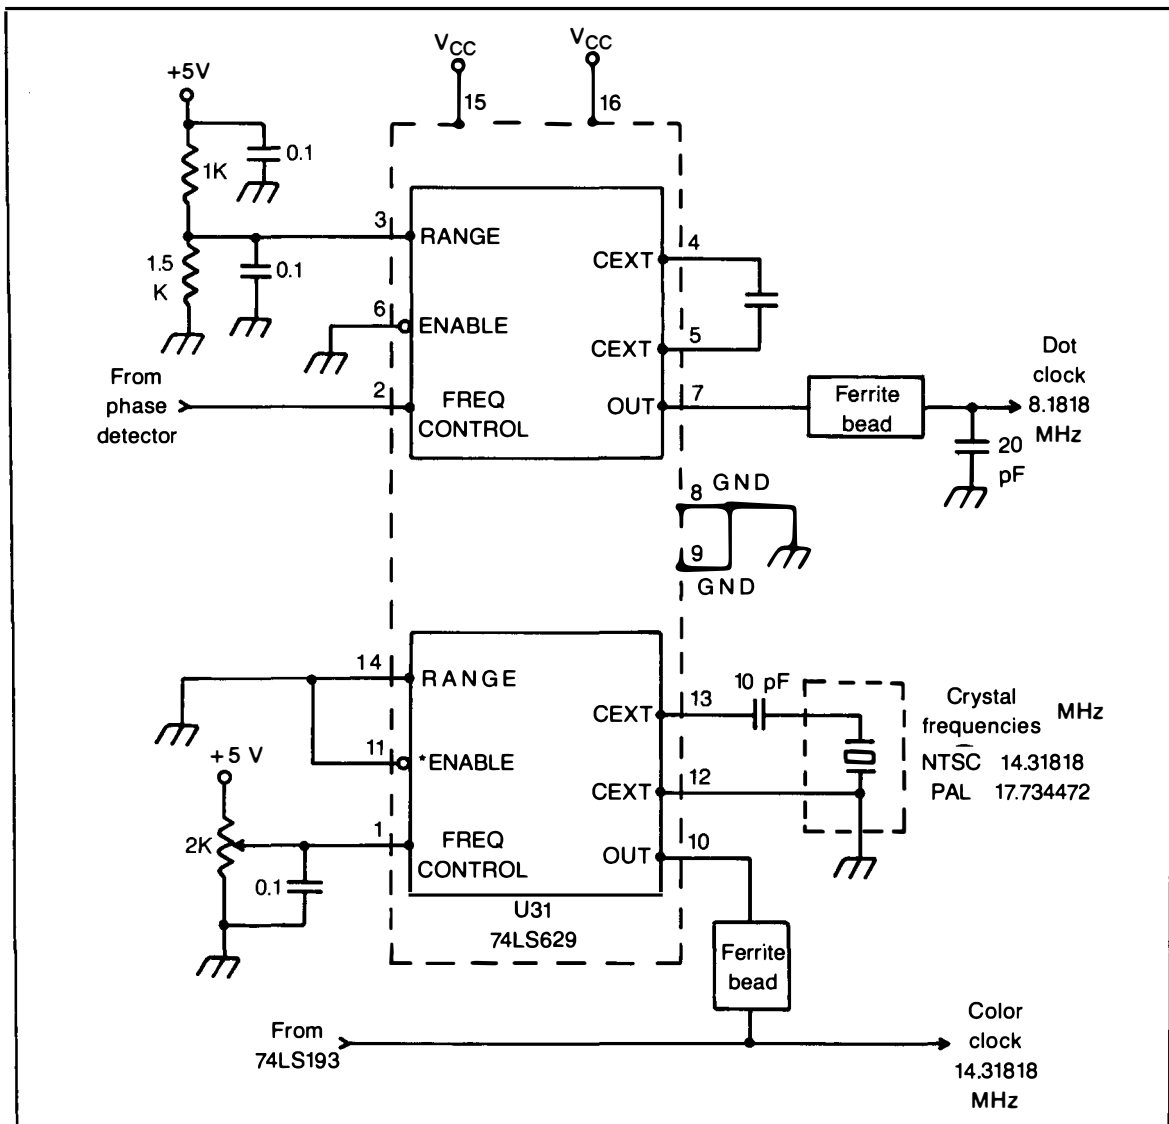 VCC
VCC
+5V
15
16
0.1
1K
3
RANGE
4
CEXT
1.5
K
0.1
6
ENABLE
5
CEXT
From
phase
detector
2
FREQ
CONTROL
OUT
7
Ferrite
bead
Dot
clock
8.1818
MHz
20
pF
8
GND
9
GND
14
RANGE
13
CEXT
10 pF
Crystal
frequencies
MHz
NTSC 14.31818
PAL 17.734472
11
*ENABLE
12
CEXT
+5 V
2K
1
FREQ
CONTROL
10
OUT
0.1
U31
74LS629
Ferrite
bead
From
74LS193
Color
clock
14.31818
MHz